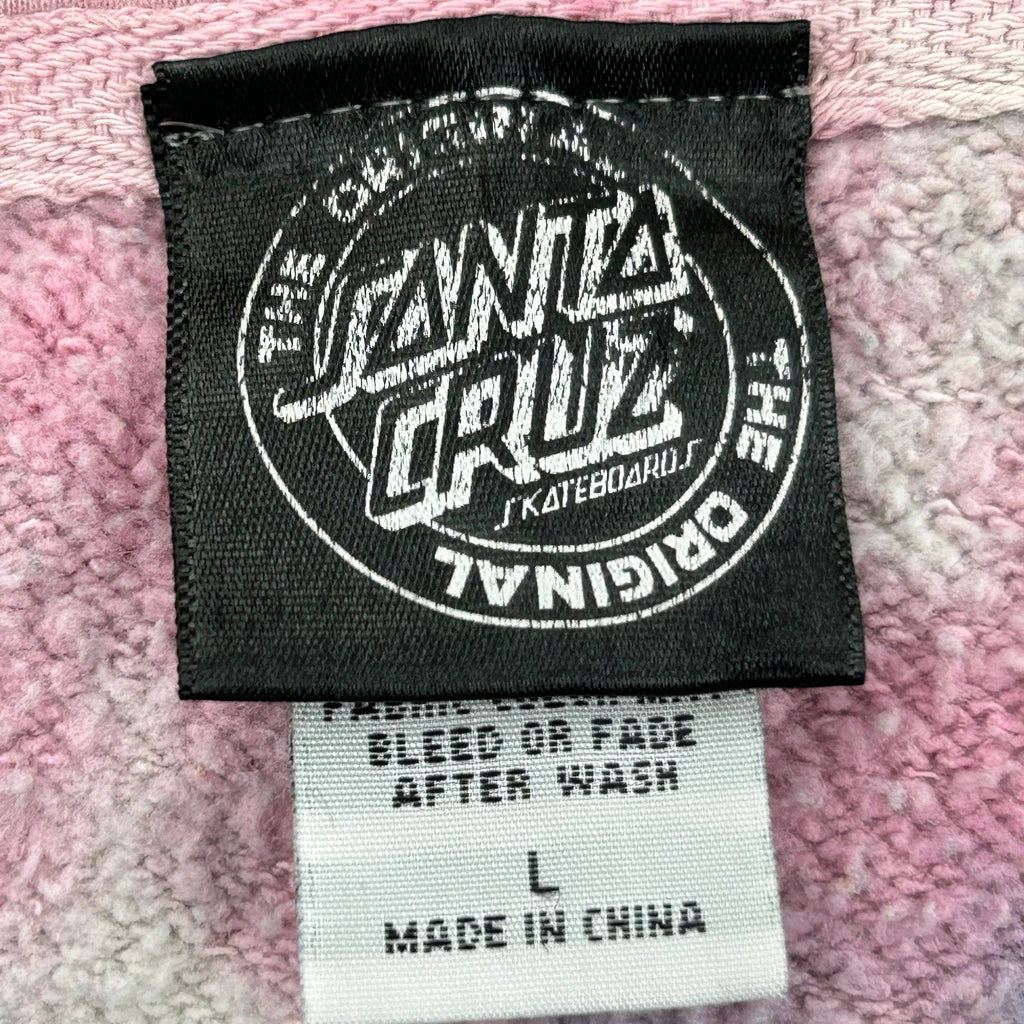 THE ORIGINAL
SANTA
CRUZ
SKATEBOARDS
THE ORIGINAL
BLEED OR FADE
AFTER WASH
L
MADE IN CHINA